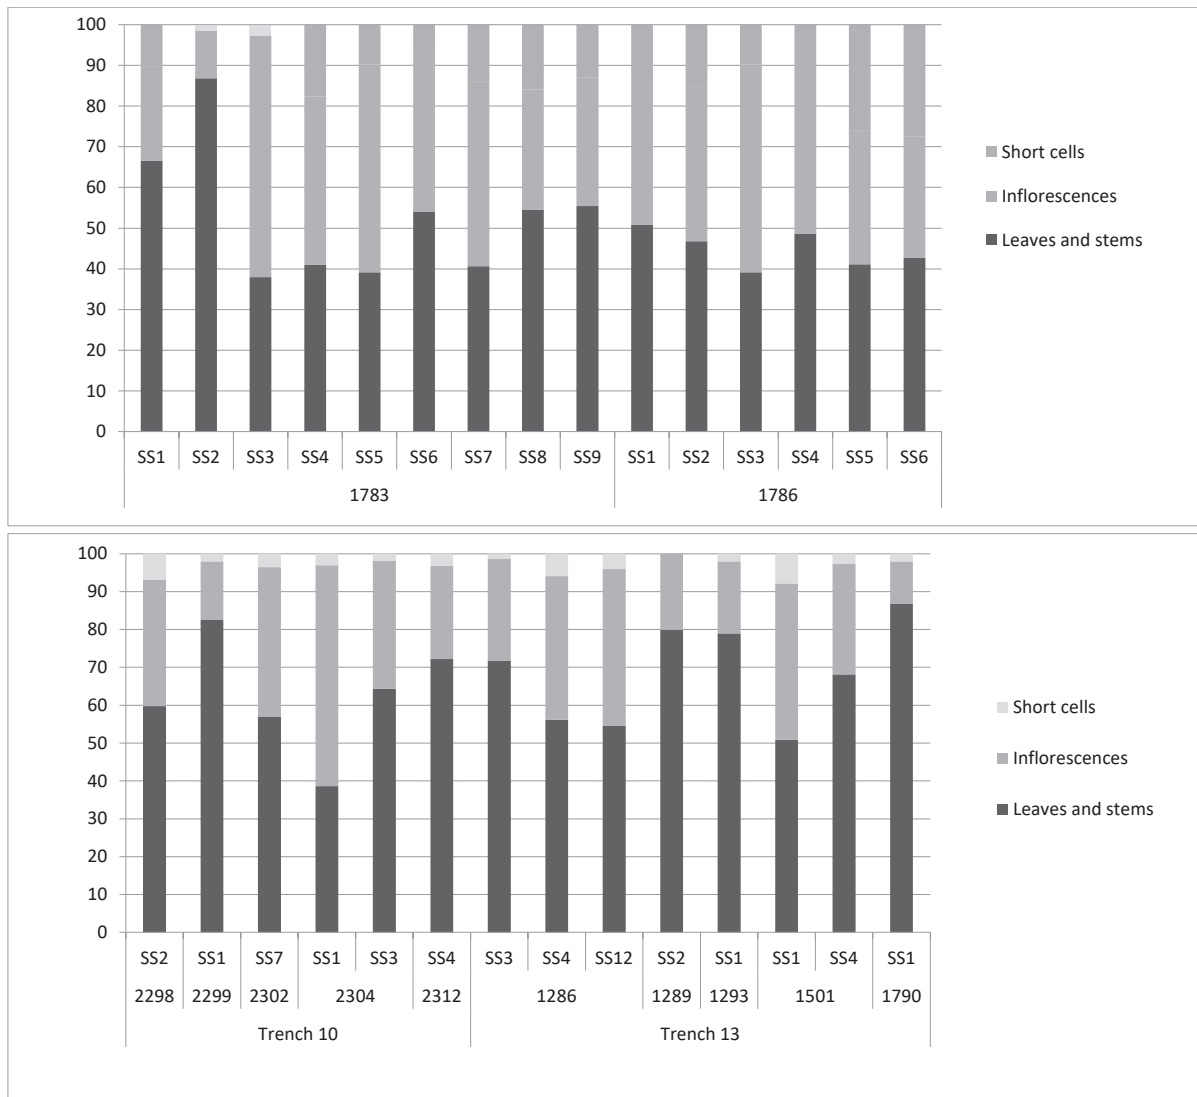 100
90
80
70
60
50
40
30
20
10
0
SS1 SS2 SS3 SS4 SS5 SS6 SS7 SS8 SS9 SS1 SS2 SS3 SS4 SS5 SS6
1783 1786
Short cells
Inflorescences
Leaves and stems
100
90
80
70
60
50
40
30
20
10
0
SS2 SS1 SS7 SS1 SS3 SS4 SS3 SS4 SS12 SS2 SS1 SS1 SS4 SS1
2298 2299 2302 2304 2312 1286 1289 1293 1501 1790
Trench 10 Trench 13
Short cells
Inflorescences
Leaves and stems